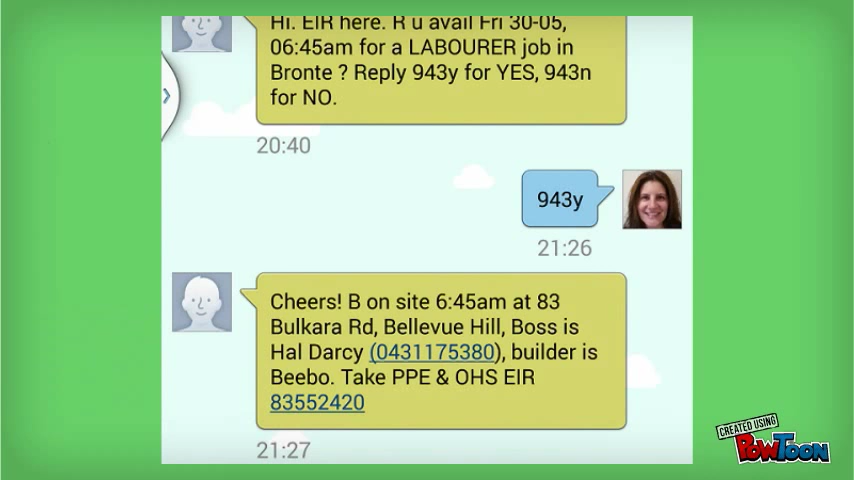 Hi. EIR here. R u avail Fri 30-05,
06:45am for a LABOURER job in
Bronte ? Reply 943y for YES, 943n
for NO.
20:40
943y
21:26
Cheers! B on site 6:45am at 83
Bulkara Rd, Bellevue Hill, Boss is
Hal Darcy (0431175380), builder is
Beebo. Take PPE & OHS EIR
83552420
21:27
CREATED USING
POWTOON